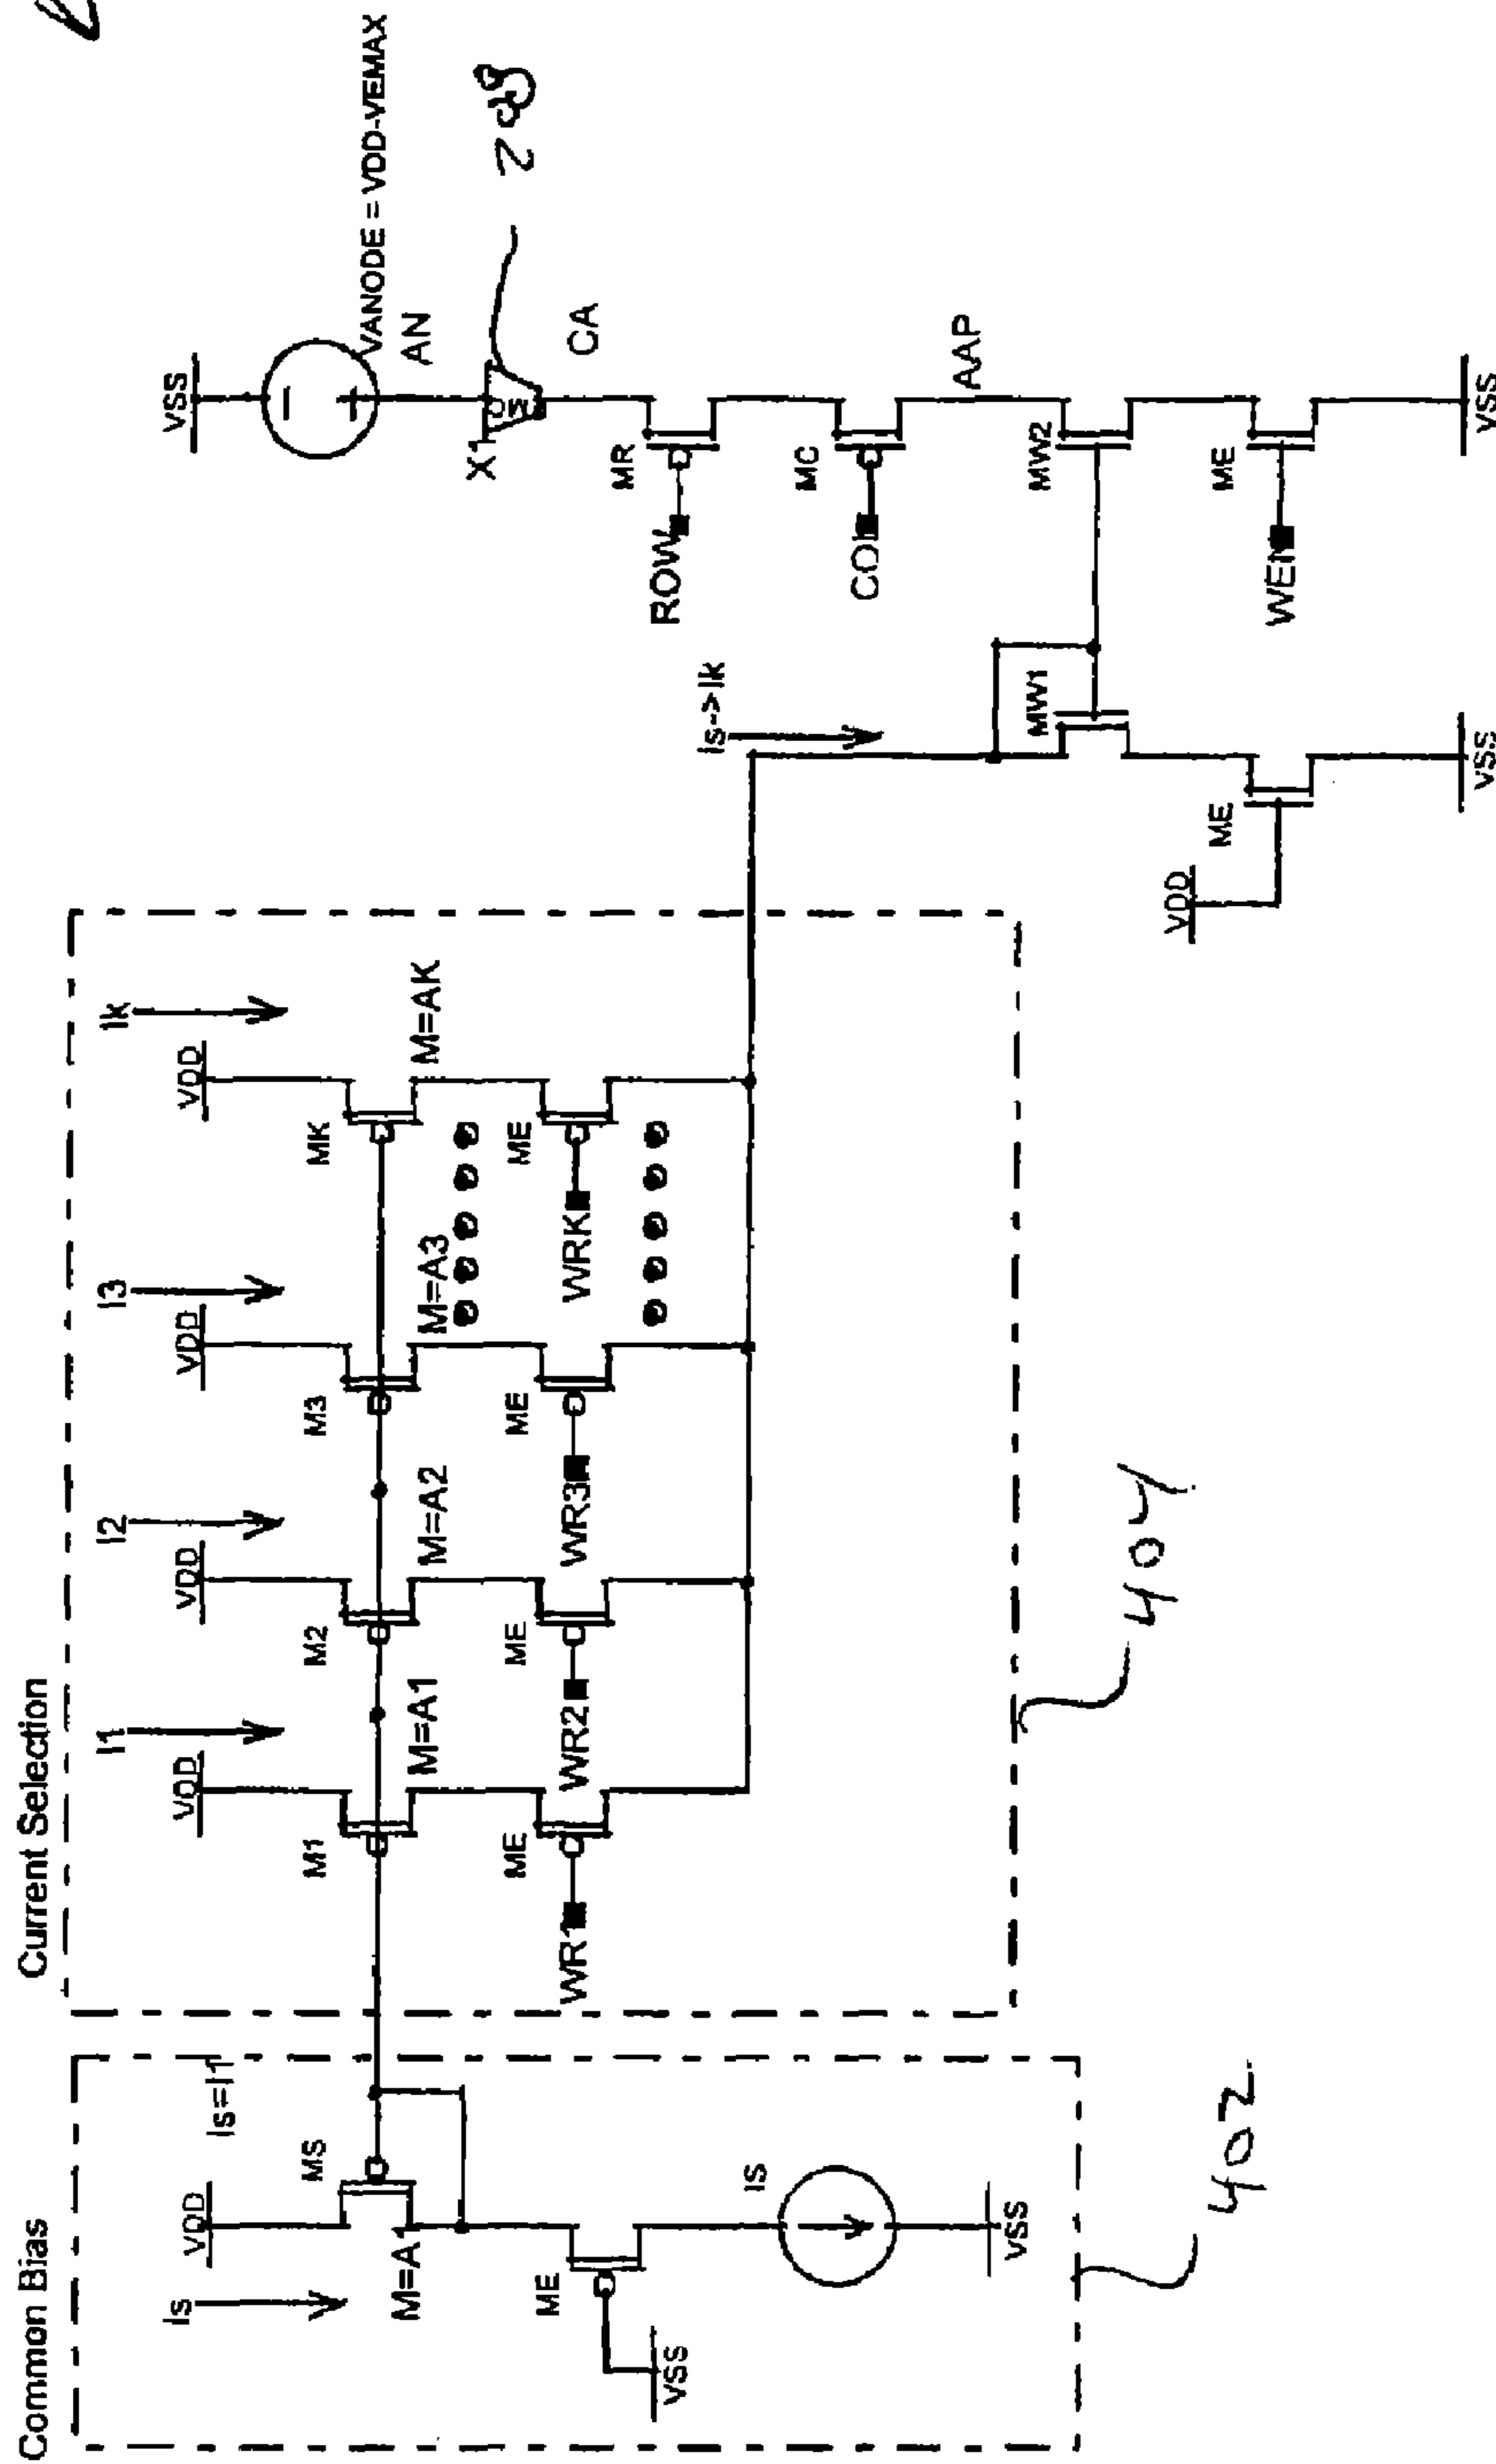 Common Bias
VDD
Is
Is=I1
MS
M=A1
ME
VSS
IS
VSS
402
Current Selection
I1
VDD
M1
M=A1
ME
WR1
I2
VDD
M2
M=A2
ME
WR2
I3
VDD
M3
M=A3
ME
WR3
Ik
VDD
MK
M=AK
ME
WRK
404
Is->Ik
MW1
VDD
ME
VSS
VSS
VANODE = VDD-VEMAX
AN
X1
MC
208
CA
ROW
MR
COL
MC
AAP
MW2
WEN
ME
VSS